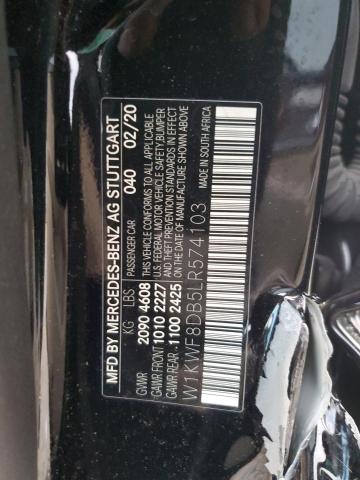 MFD BY MERCEDES-BENZ AG STUTTGART
PASSENGER CAR 040 02/20
KG LBS
GVWR 2090 4608
GAWR FRONT 1010 2227
GAWR REAR 1100 2425
THIS VEHICLE CONFORMS TO ALL APPLICABLE
U.S. FEDERAL MOTOR VEHICLE SAFETY, BUMPER
AND THEFT PREVENTION STANDARDS IN EFFECT
ON THE DATE OF MANUFACTURE SHOWN ABOVE
MADE IN SOUTH AFRICA
W1KWF8DB5LR574103